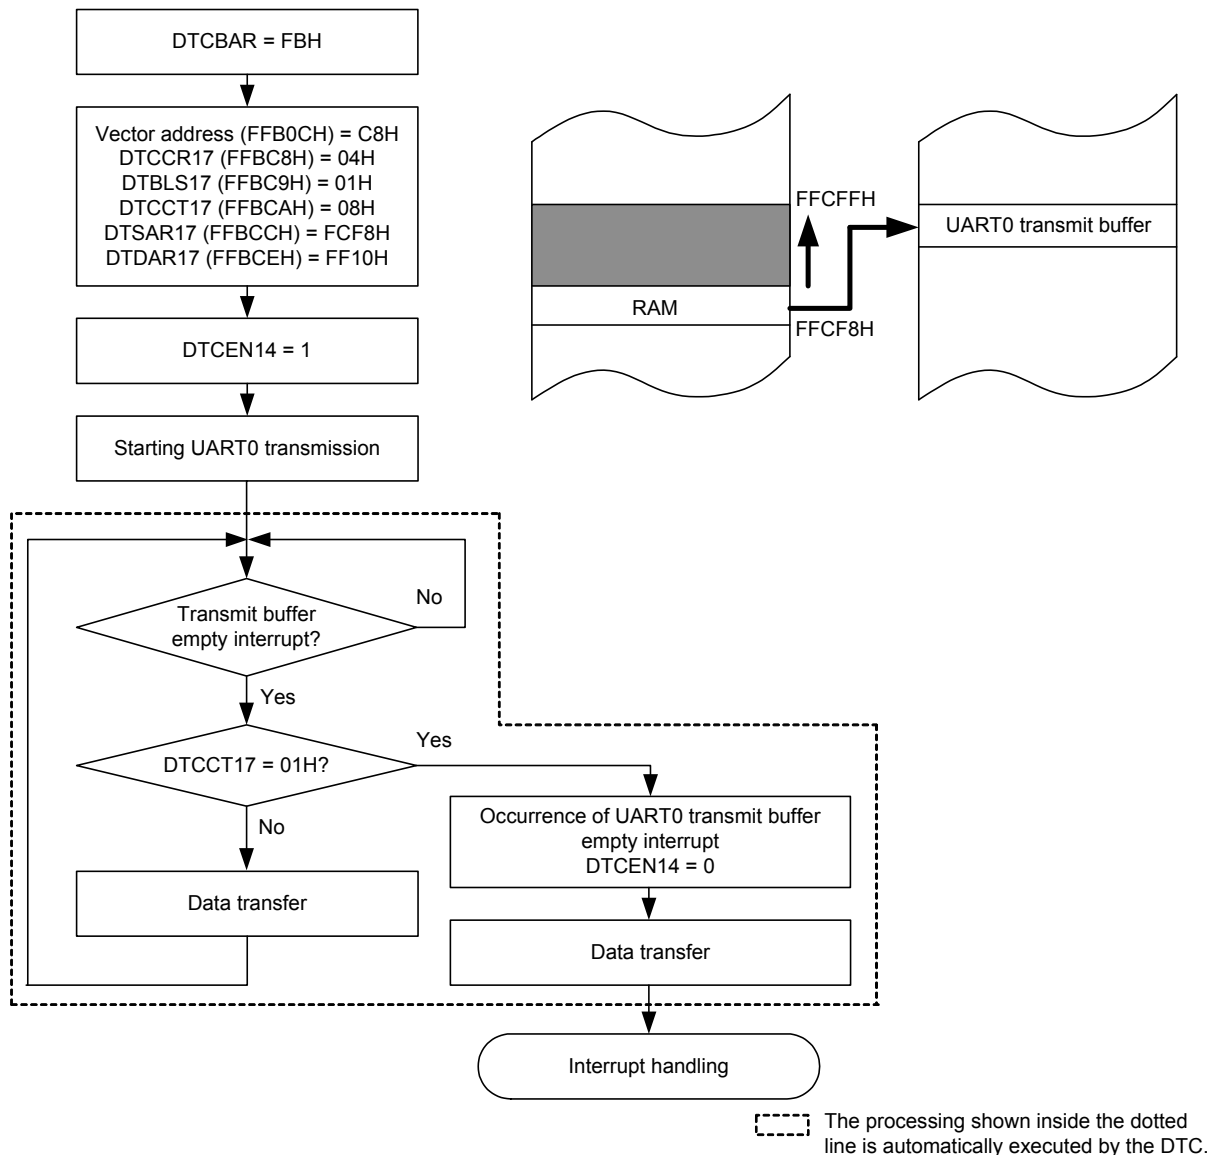 DTCBAR = FBH
Vector address (FFB0CH) = C8H
DTCCR17 (FFBC8H) = 04H
DTBLS17 (FFBC9H) = 01H
DTCCT17 (FFBCAH) = 08H
DTSAR17 (FFBCCH) = FCF8H
DTDAR17 (FFBCEH) = FF10H
DTCEN14 = 1
Starting UART0 transmission
FFCFFH
UART0 transmit buffer
RAM
FFCF8H
Transmit buffer
empty interrupt?
No
Yes
DTCCT17 = 01H?
Yes
No
Data transfer
Occurrence of UART0 transmit buffer
empty interrupt
DTCEN14 = 0
Data transfer
Interrupt handling
The processing shown inside the dotted
line is automatically executed by the DTC.